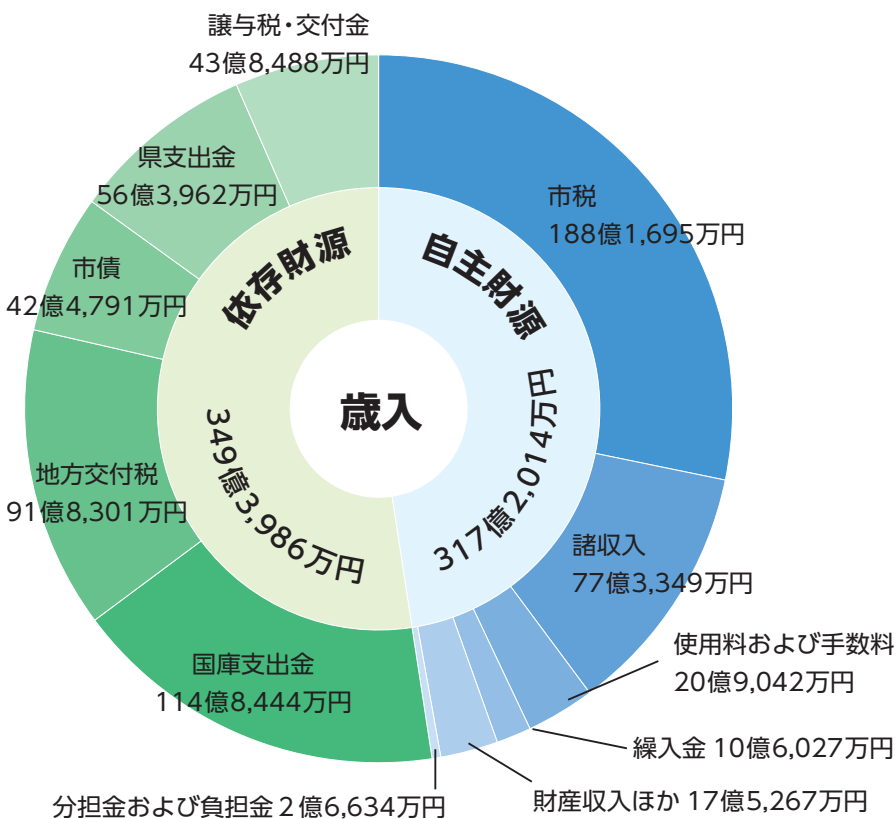 歳入
自主財源
317億2,014万円
市税
188億1,695万円
諸収入
77億3,349万円
使用料および手数料
20億9,042万円
繰入金 10億6,027万円
財産収入ほか 17億5,267万円
分担金および負担金 2億6,634万円
依存財源
349億3,986万円
国庫支出金
114億8,444万円
地方交付税
91億8,301万円
市債
42億4,791万円
県支出金
56億3,962万円
譲与税・交付金
43億8,488万円